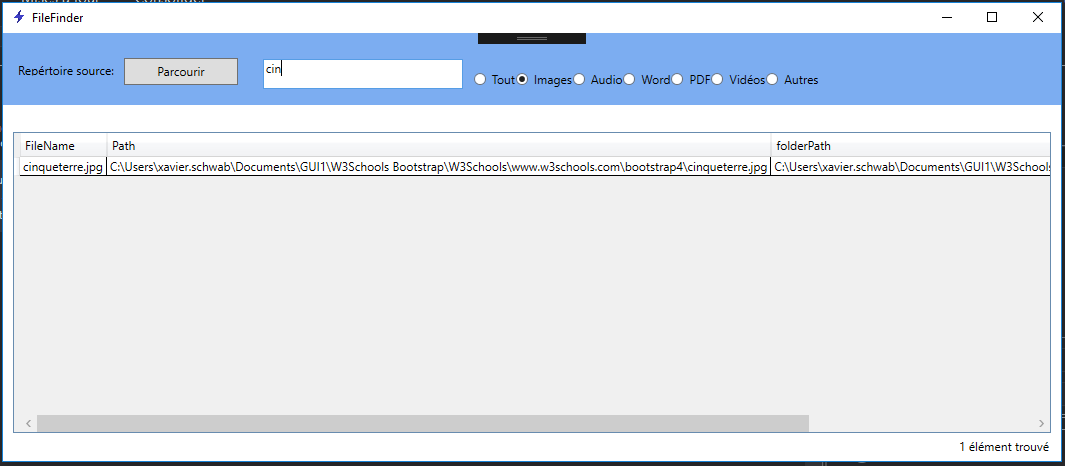 FileFinder
Repértoire source: Parcourir cin Tout Images Audio Word PDF Vidéos Autres
FileName Path folderPath
cinqueterre.jpg C:\Users\xavier.schwab\Documents\GUI1\W3Schools Bootstrap\W3Schools\www.w3schools.com\bootstrap4\cinqueterre.jpg C:\Users\xavier.schwab\Documents\GUI1\W3Schools
1 élément trouvé